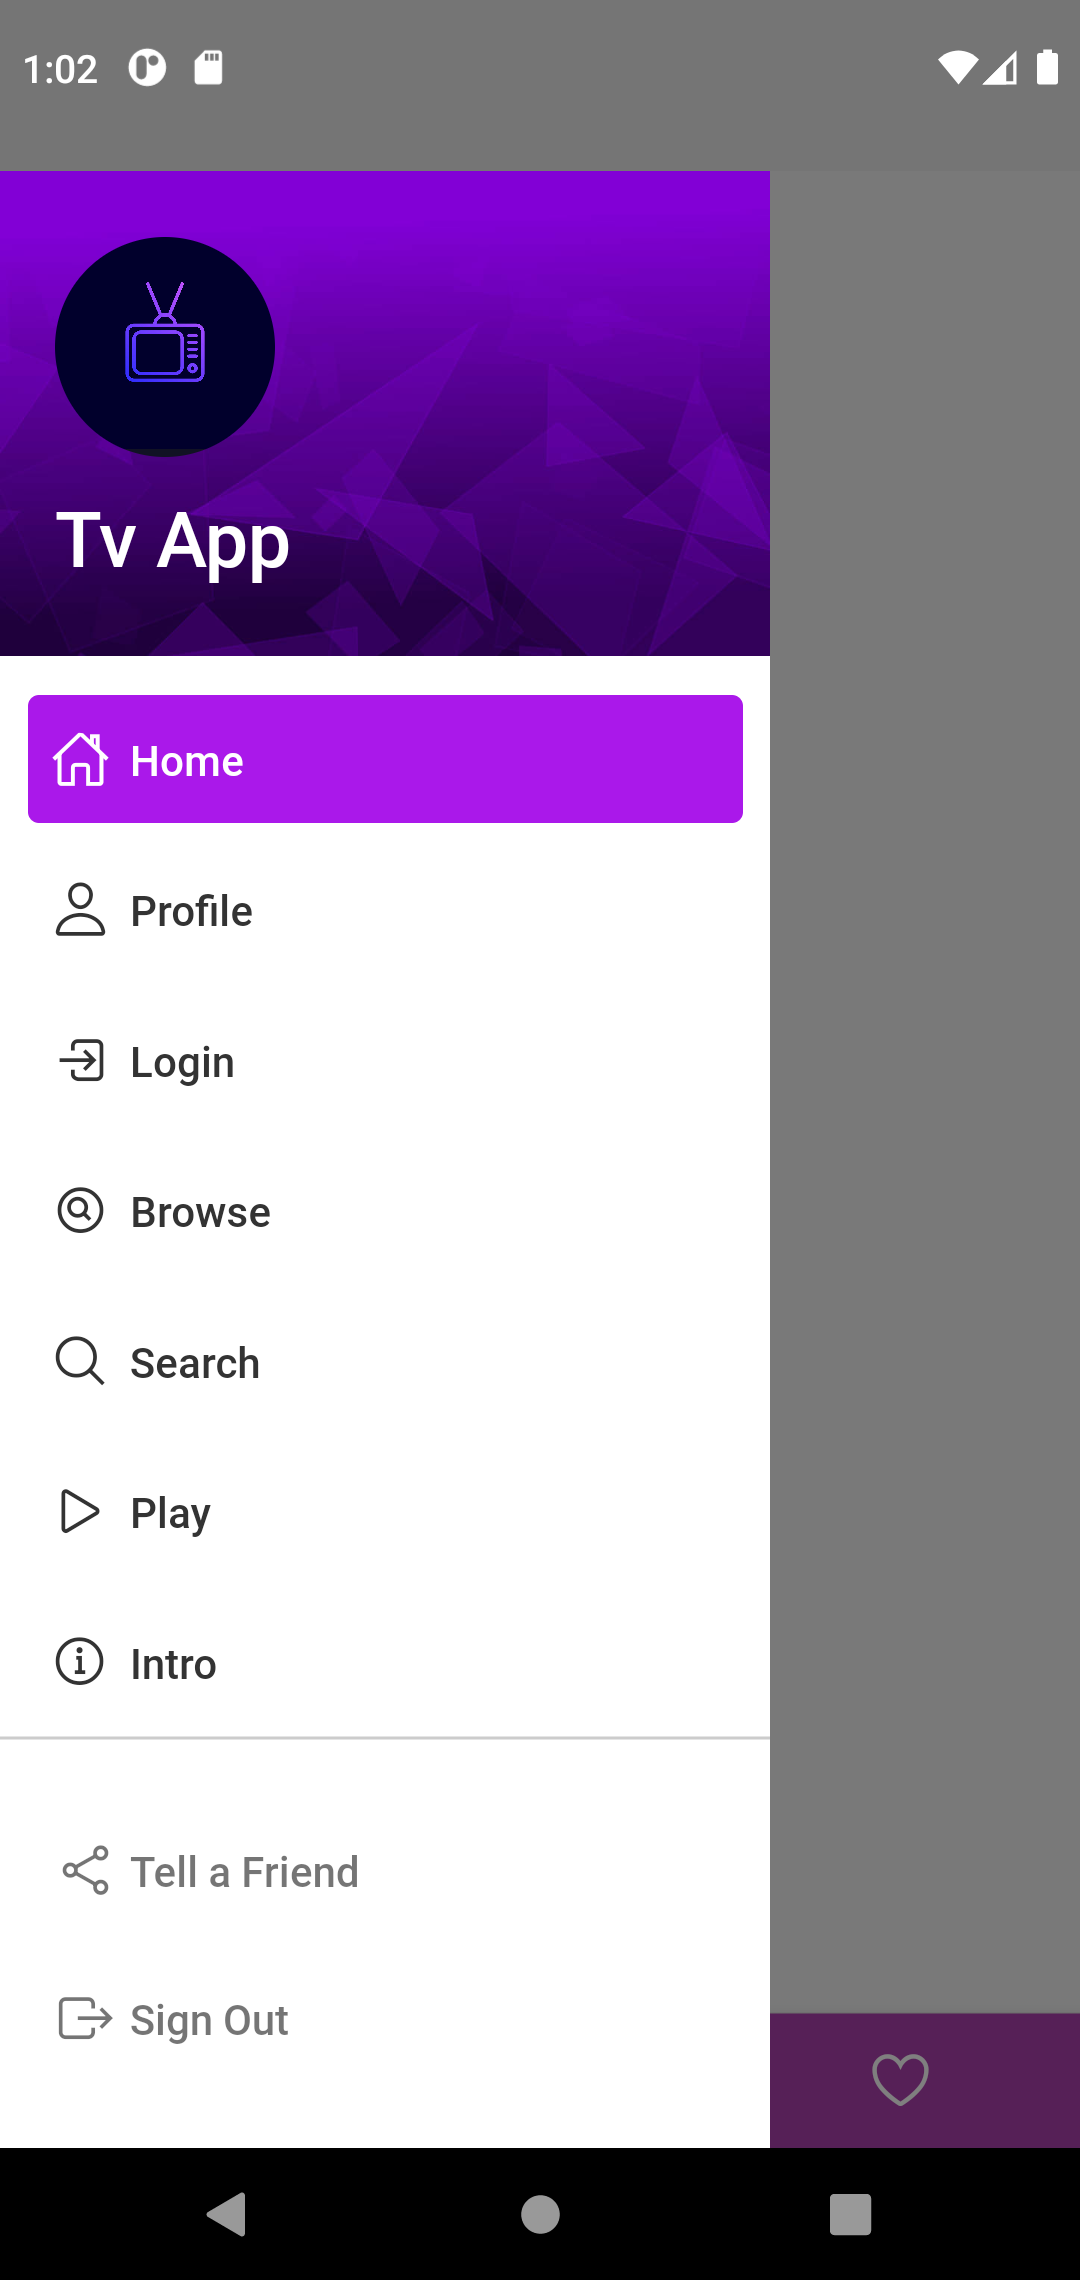 1:02
Tv App
Home
Profile
Login
Browse
Search
Play
Intro
Tell a Friend
Sign Out